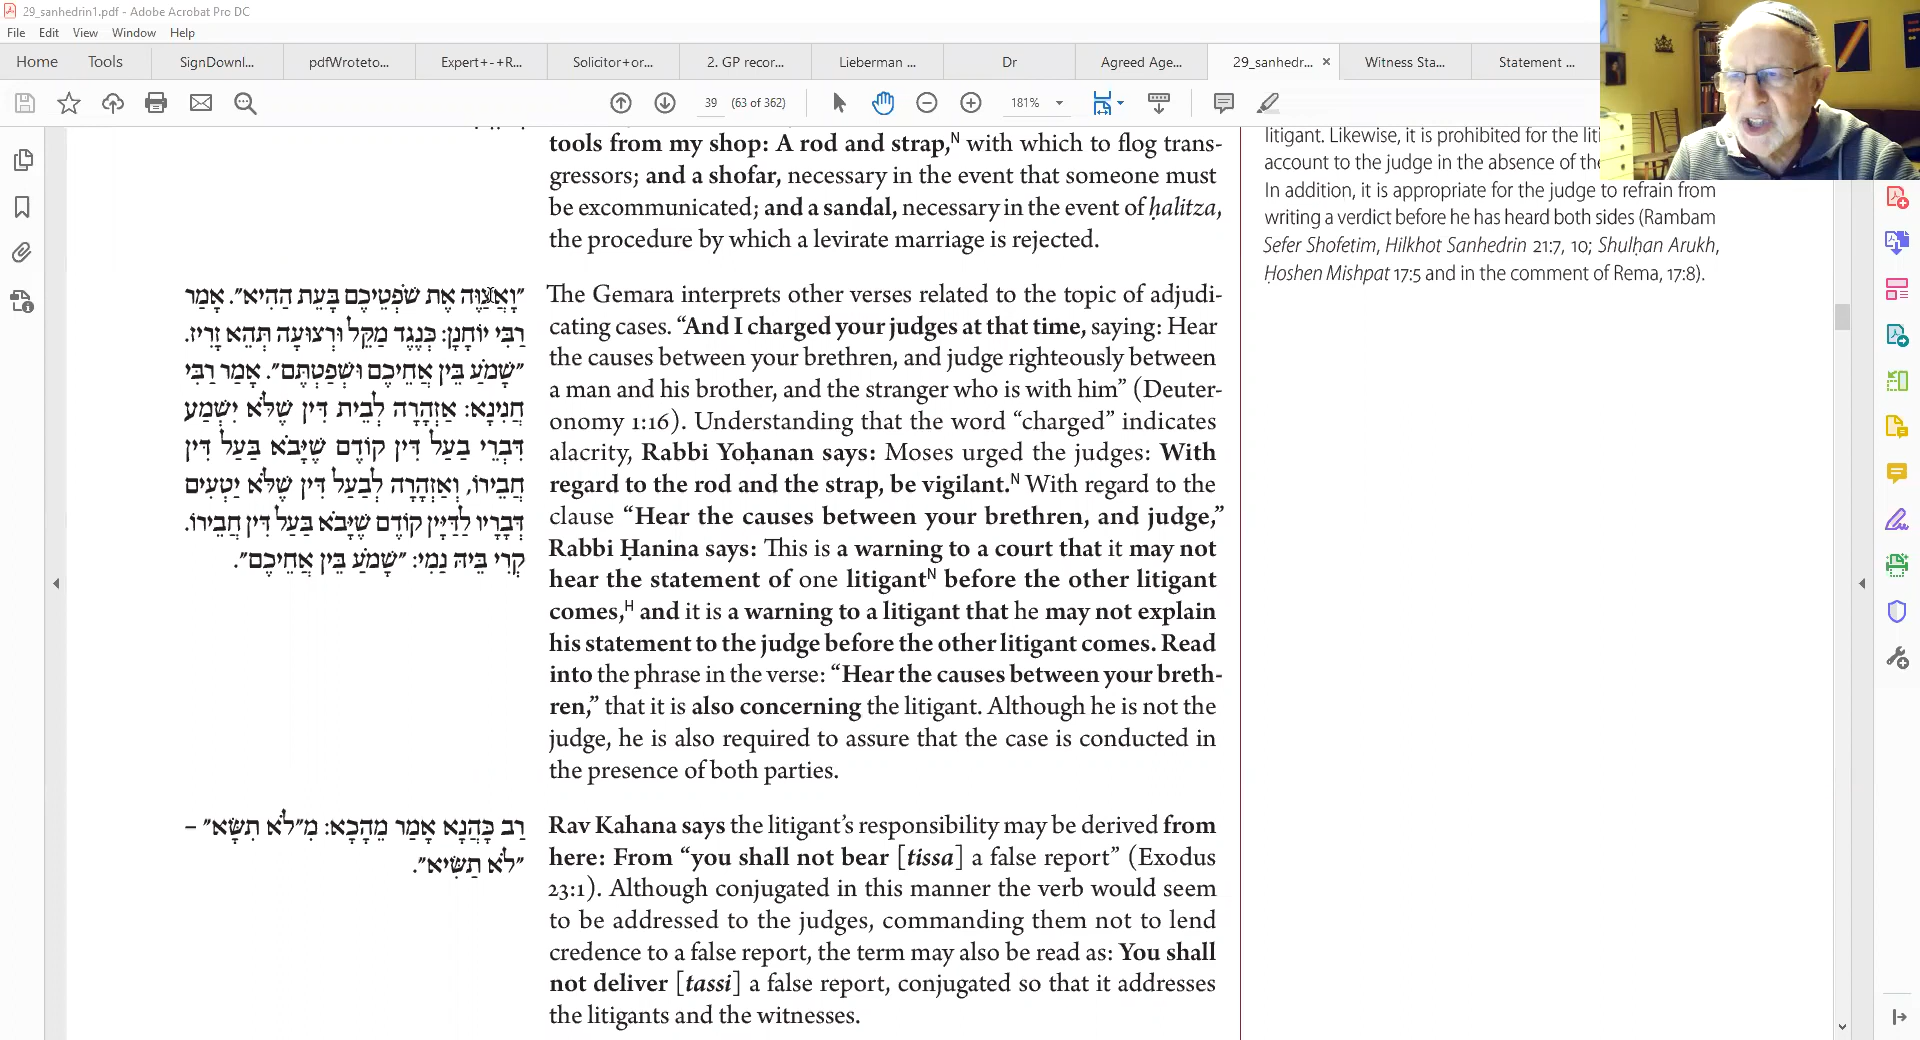 29_sanhedrin1.pdf - Adobe Acrobat Pro DC
File Edit View Window Help
Home Tools SignDownl... pdfWroteto... Expert+-+R... Solicitor+or... 2. GP recor... Lieberman ... Dr Agreed Age... 29_sanhedr... × Witness Sta... Statement ...
39 (63 of 362) 181%
tools from my shop: A rod and strap,N with which to flog trans-
gressors; and a shofar, necessary in the event that someone must
be excommunicated; and a sandal, necessary in the event of ḥalitza,
the procedure by which a levirate marriage is rejected.
״וָאֲצַוֶּה אֶת שֹׁפְטֵיכֶם בָּעֵת הַהִיא״. אָמַר
רַבִּי יוֹחָנָן: כְּנֶגֶד מַקֵּל וּרְצוּעָה תְּהֵא זָרִיז.
״שָׁמֹעַ בֵּין אֲחֵיכֶם וּשְׁפַטְתֶּם״. אָמַר רַבִּי
חֲנִינָא: אַזְהָרָה לְבֵית דִּין שֶׁלֹּא יִשְׁמַע
דִּבְרֵי בַּעַל דִּין קוֹדֶם שֶׁיָּבֹא בַּעַל דִּין
חֲבֵירוֹ, וְאַזְהָרָה לְבַעַל דִּין שֶׁלֹּא יַטְעִים
דְּבָרָיו לַדַּיָּין קוֹדֶם שֶׁיָּבֹא בַּעַל דִּין חֲבֵירוֹ.
קְרִי בֵּיהּ נַמִי: ״שָׁמֹעַ בֵּין אֲחֵיכֶם״.
The Gemara interprets other verses related to the topic of adjudi-
cating cases. “And I charged your judges at that time, saying: Hear
the causes between your brethren, and judge righteously between
a man and his brother, and the stranger who is with him” (Deuter-
onomy 1:16). Understanding that the word “charged” indicates
alacrity, Rabbi Yoḥanan says: Moses urged the judges: With
regard to the rod and the strap, be vigilant.N With regard to the
clause “Hear the causes between your brethren, and judge,”
Rabbi Ḥanina says: This is a warning to a court that it may not
hear the statement of one litigantN before the other litigant
comes,H and it is a warning to a litigant that he may not explain
his statement to the judge before the other litigant comes. Read
into the phrase in the verse: “Hear the causes between your breth-
ren,” that it is also concerning the litigant. Although he is not the
judge, he is also required to assure that the case is conducted in
the presence of both parties.
רַב כָּהֲנָא אָמַר מֵהָכָא: מִ״לֹא תִשָּׂא״ –
״לֹא תַשִּׂיא״.
Rav Kahana says the litigant’s responsibility may be derived from
here: From “you shall not bear [tissa] a false report” (Exodus
23:1). Although conjugated in this manner the verb would seem
to be addressed to the judges, commanding them not to lend
credence to a false report, the term may also be read as: You shall
not deliver [tassi] a false report, conjugated so that it addresses
the litigants and the witnesses.
litigant. Likewise, it is prohibited for the
account to the judge in the absence of
In addition, it is appropriate for the judge to refrain from
writing a verdict before he has heard both sides (Rambam
Sefer Shofetim, Hilkhot Sanhedrin 21:7, 10; Shulḥan Arukh,
Ḥoshen Mishpat 17:5 and in the comment of Rema, 17:8).